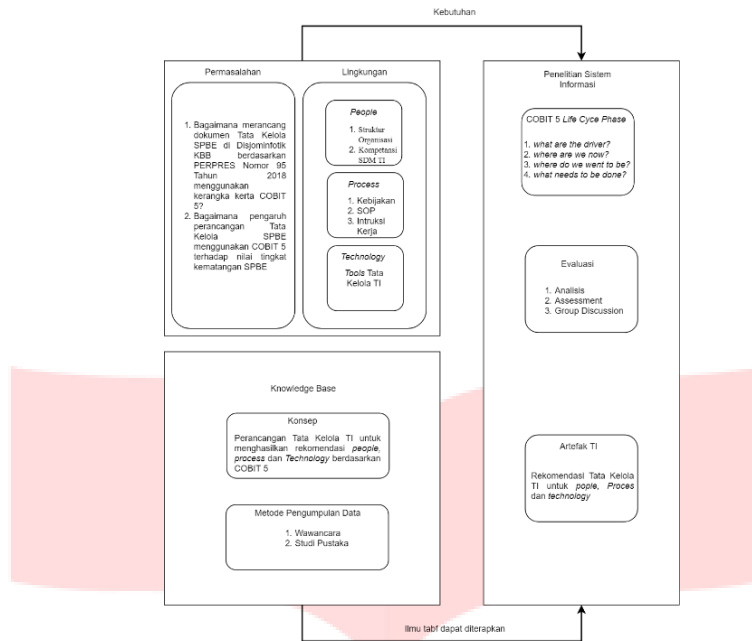 Kebutuhan
Permasalahan
1. Bagaimana merancang
dokumen Tata Kelola
SPBE di Disjominfotik
KBB berdasarkan
PERPRES Nomor 95
Tahun 2018
menggunakan
kerangka kerta COBIT
5?
2. Bagaimana pengaruh
perancangan Tata
Kelola SPBE
menggunakan COBIT 5
terhadap nilai tingkat
kematangan SPBE
Lingkungan
People
1. Struktur
Organisasi
2. Kompetansi
SDM TI
Process
1. Kebijakan
2. SOP
3. Intruksi
Kerja
Technology
Tools Tata
Kelola TI
Penelitian Sistem
Informasi
COBIT 5 Life Cyce Phase
1. what are the driver?
2. where are we now?
3. where do we went to be?
4. what needs to be done?
Evaluasi
1. Analisis
2. Assessment
3. Group Discussion
Artefak TI
Rekomendasi Tata Kelola
TI untuk pople, Proces
dan technology
Knowledge Base
Konsep
Perancangan Tata Kelola TI untuk
menghasilkan rekomendasi people,
process dan Technology berdasarkan
COBIT 5
Metode Pengumpulan Data
1. Wawancara
2. Studi Pustaka
Ilmu tabf dapat diterapkan